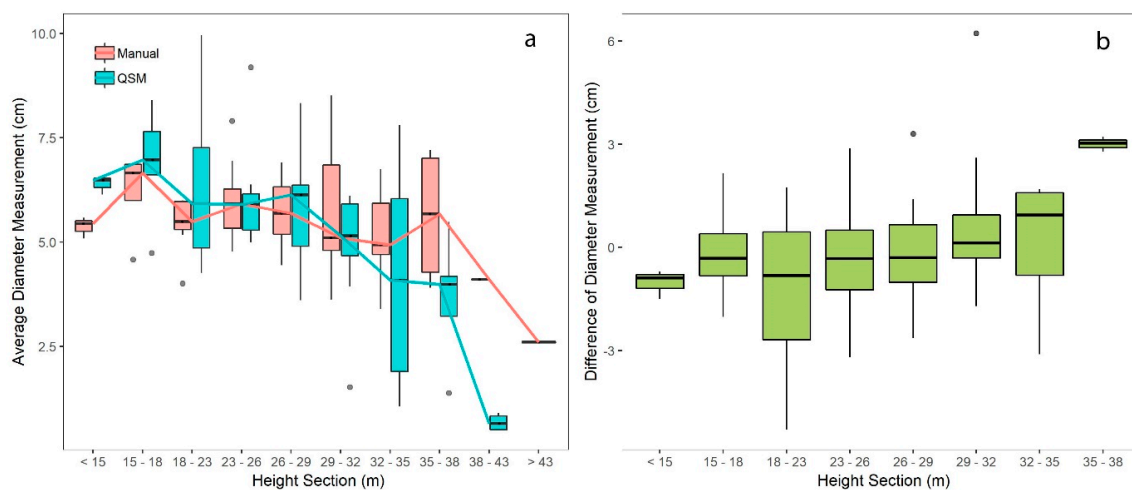 a
Manual
QSM
Average Diameter Measurement (cm)
10.0
7.5
5.0
2.5
< 15 15 - 18 18 - 23 23 - 26 26 - 29 29 - 32 32 - 35 35 - 38 38 - 43 > 43
Height Section (m)
b
Difference of Diameter Measurement (cm)
6
3
0
-3
< 15 15 - 18 18 - 23 23 - 26 26 - 29 29 - 32 32 - 35 35 - 38
Height Section (m)